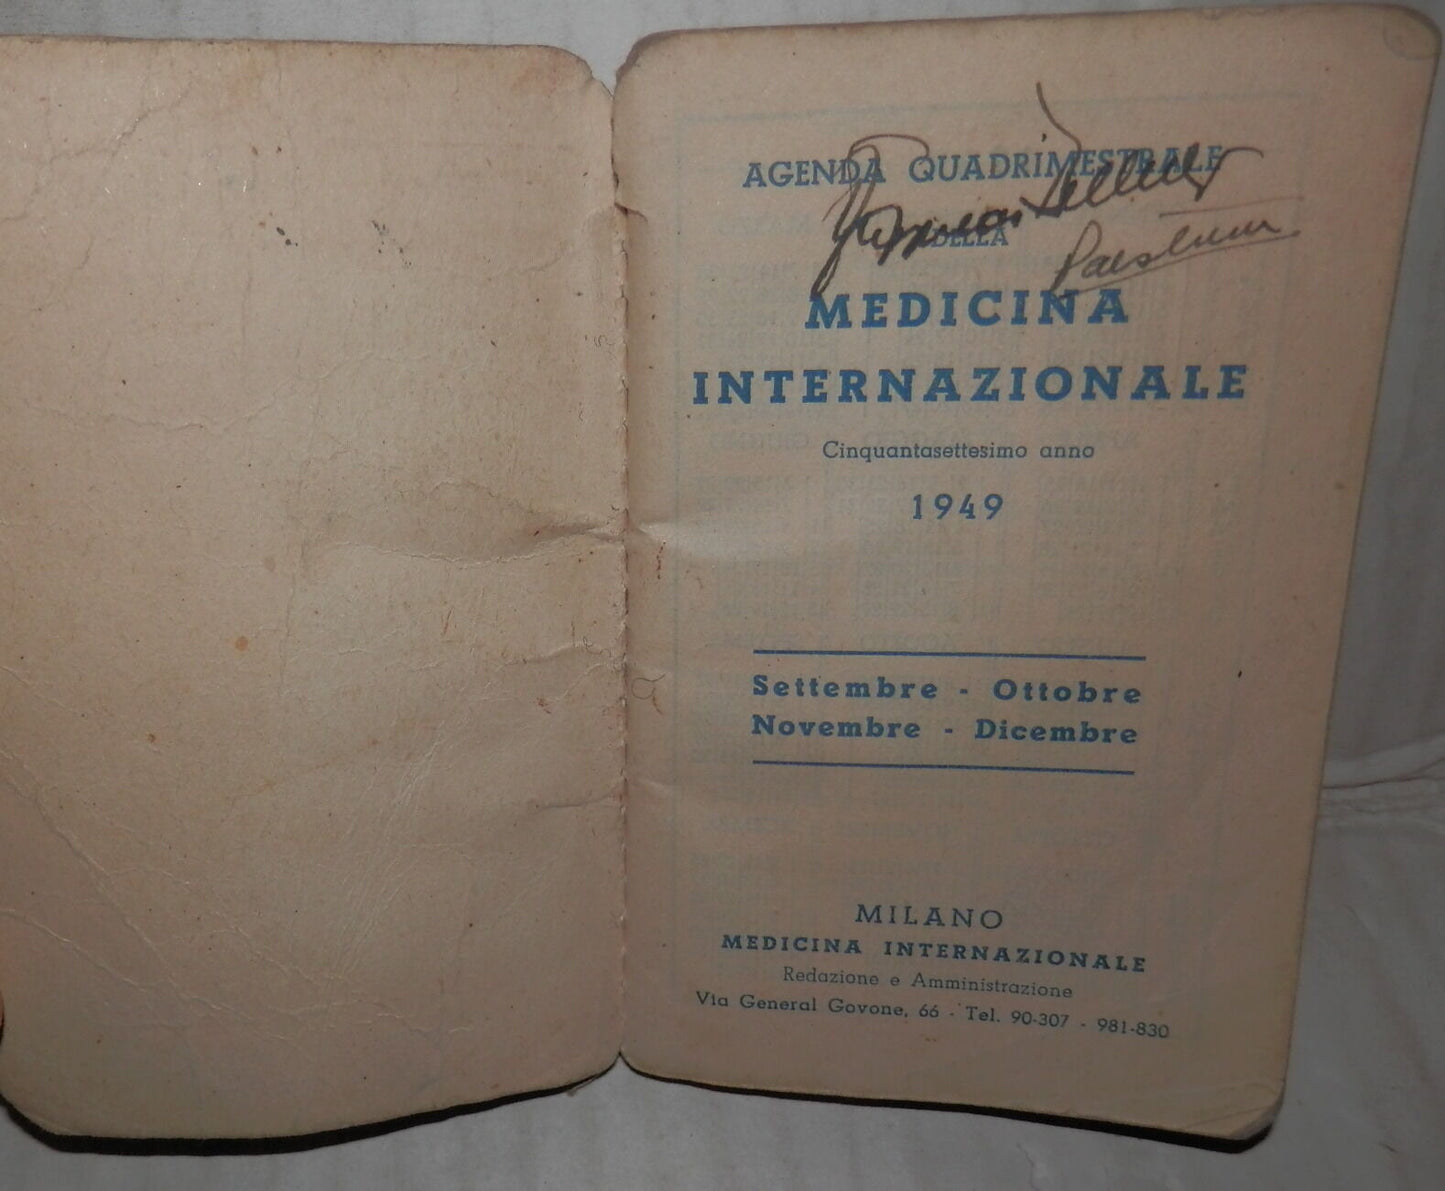 AGENDA QUADRIMESTRALE
DELLA
Paestum
MEDICINA
INTERNAZIONALE
Cinquantasettesimo anno
1949
Settembre - Ottobre
Novembre - Dicembre
MILANO
MEDICINA INTERNAZIONALE
Redazione e Amministrazione
Via General Govone, 66 - Tel. 90-307 - 981-830